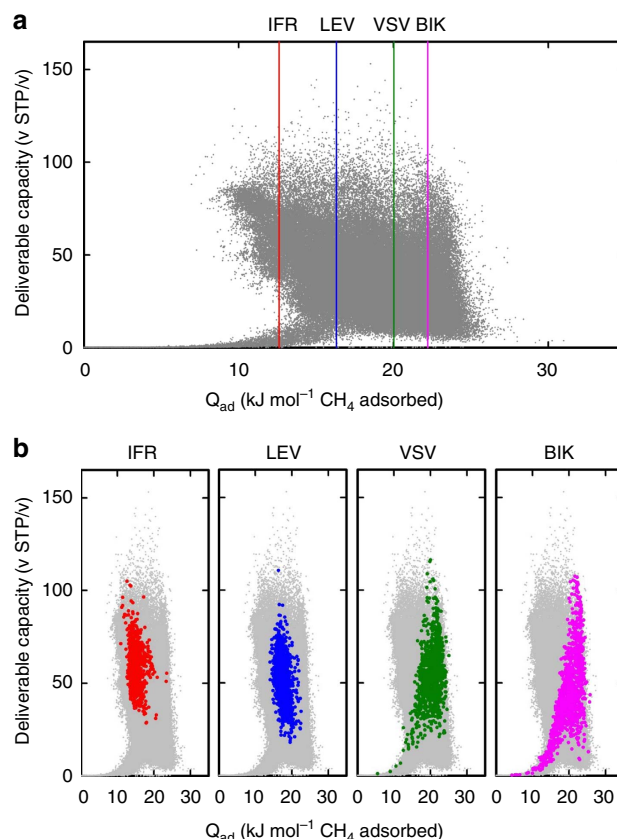 a
IFR LEV VSV BIK
150
100
50
0
Deliverable capacity (v STP/v)
0 10 20 30
Q_ad (kJ mol⁻¹ CH₄ adsorbed)
b
IFR LEV VSV BIK
150
100
50
0
Deliverable capacity (v STP/v)
0 10 20 30 0 10 20 30 0 10 20 30 0 10 20 30
Q_ad (kJ mol⁻¹ CH₄ adsorbed)